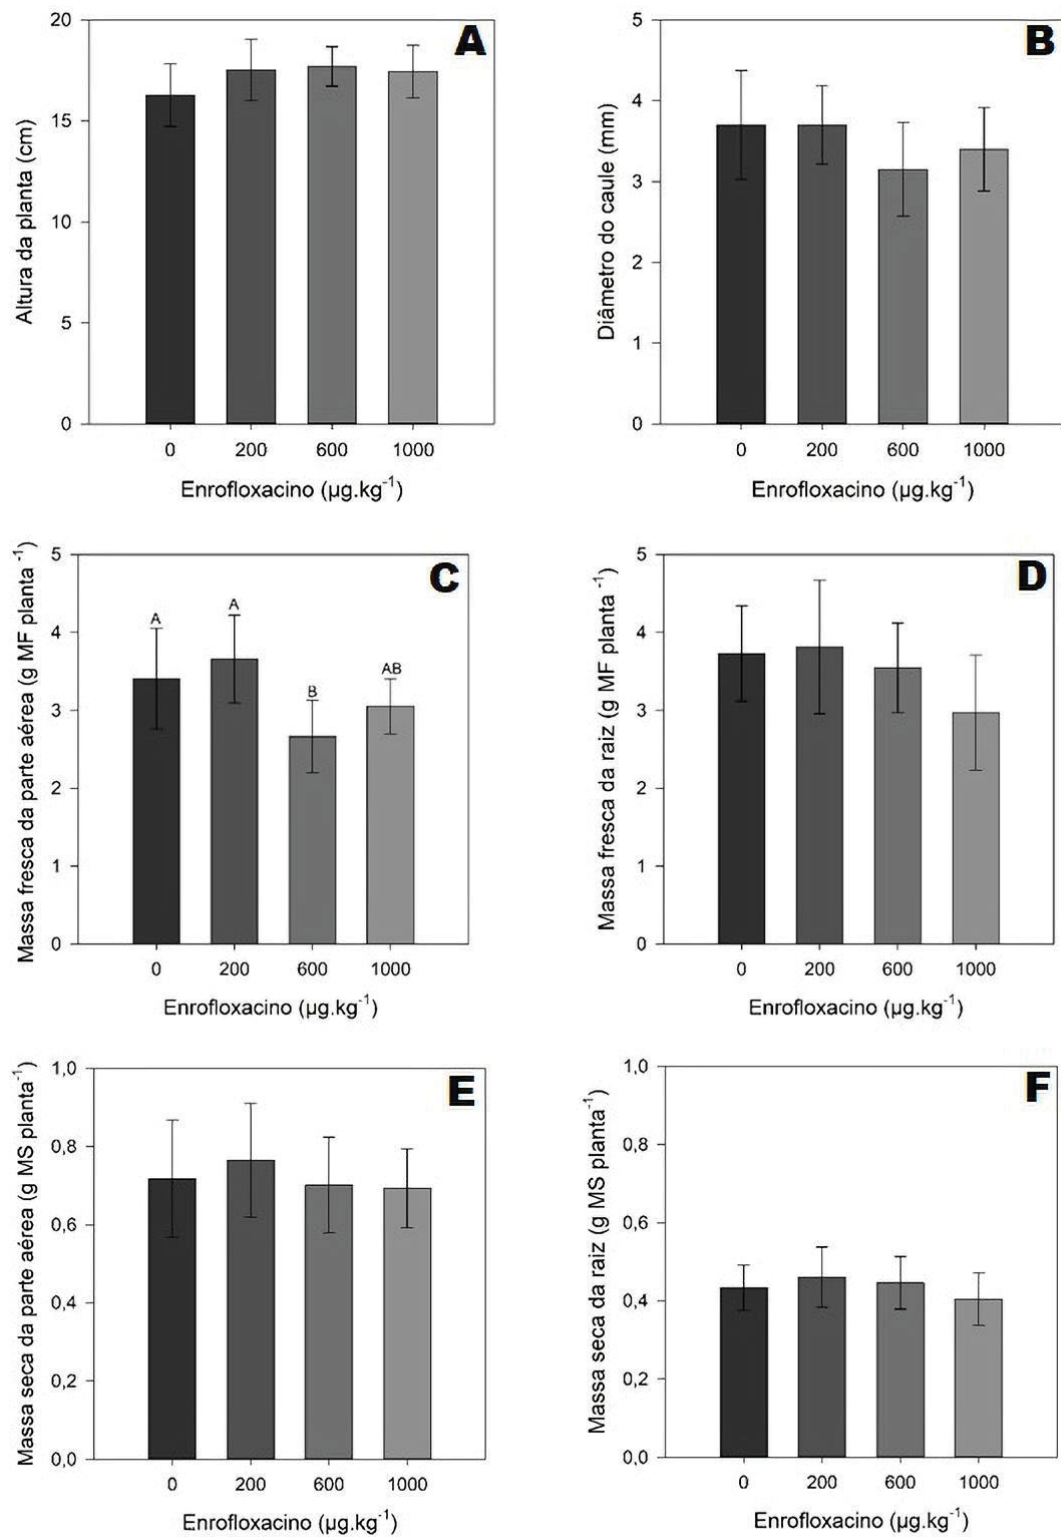 A
Altura da planta (cm)
20
15
10
5
0
0 200 600 1000
Enrofloxacino (µg.kg⁻¹)
B
Diâmetro do caule (mm)
5
4
3
2
1
0
0 200 600 1000
Enrofloxacino (µg.kg⁻¹)
C
Massa fresca da parte aérea (g MF planta ⁻¹)
5
4
3
2
1
0
A A B AB
0 200 600 1000
Enrofloxacino (µg.kg⁻¹)
D
Massa fresca da raiz (g MF planta ⁻¹)
5
4
3
2
1
0
0 200 600 1000
Enrofloxacino (µg.kg⁻¹)
E
Massa seca da parte aérea (g MS planta⁻¹)
1,0
0,8
0,6
0,4
0,2
0,0
0 200 600 1000
Enrofloxacino (µg.kg⁻¹)
F
Massa seca da raiz (g MS planta⁻¹)
1,0
0,8
0,6
0,4
0,2
0.0
0 200 600 1000
Enrofloxacino (µg.kg⁻¹)